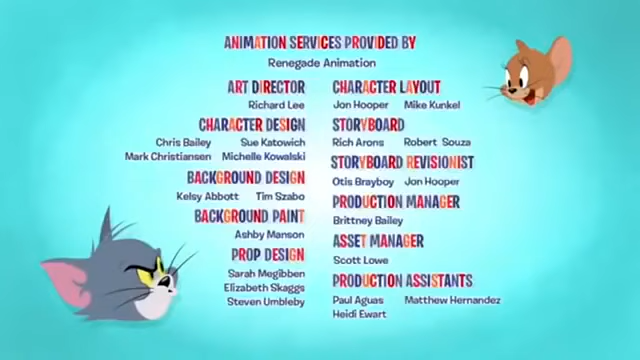 ANIMATION SERVICES PROVIDED BY
Renegade Animation
ART DIRECTOR
Richard Lee
CHARACTER DESIGN
Chris Bailey Sue Katowich
Mark Christiansen Michelle Kowalski
BACKGROUND DESIGN
Kelsy Abbott Tim Szabo
BACKGROUND PAINT
Ashby Manson
PROP DESIGN
Sarah Megibben
Elizabeth Skaggs
Steven Umbleby
CHARACTER LAYOUT
Jon Hooper Mike Kunkel
STORYBOARD
Rich Arons Robert Souza
STORYBOARD REVISIONIST
Otis Brayboy Jon Hooper
PRODUCTION MANAGER
Brittney Bailey
ASSET MANAGER
Scott Lowe
PRODUCTION ASSISTANTS
Paul Aguas Matthew Hernandez
Heidi Ewart